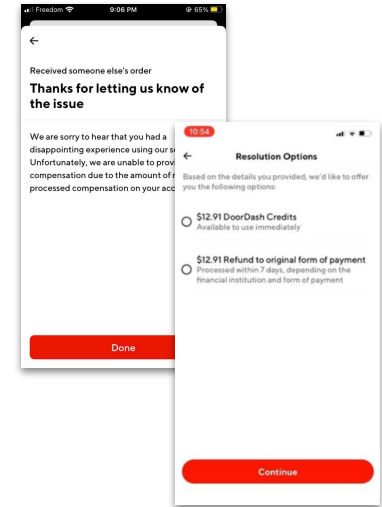 Freedom 9:06 PM 65%
Received someone else's order
Thanks for letting us know of
the issue
We are sorry to hear that you had a
disappointing experience using our
Unfortunately, we are unable to
compensation due to the amount of
processed compensation on your
Done
10:54
Resolution Options
Based on the details you provided, we'd like to offer
you the following options:
$12.91 DoorDash Credits
Available to use immediately
$12.91 Refund to original form of payment
Processed within 7 days, depending on the
financial institution and form of payment
Continue